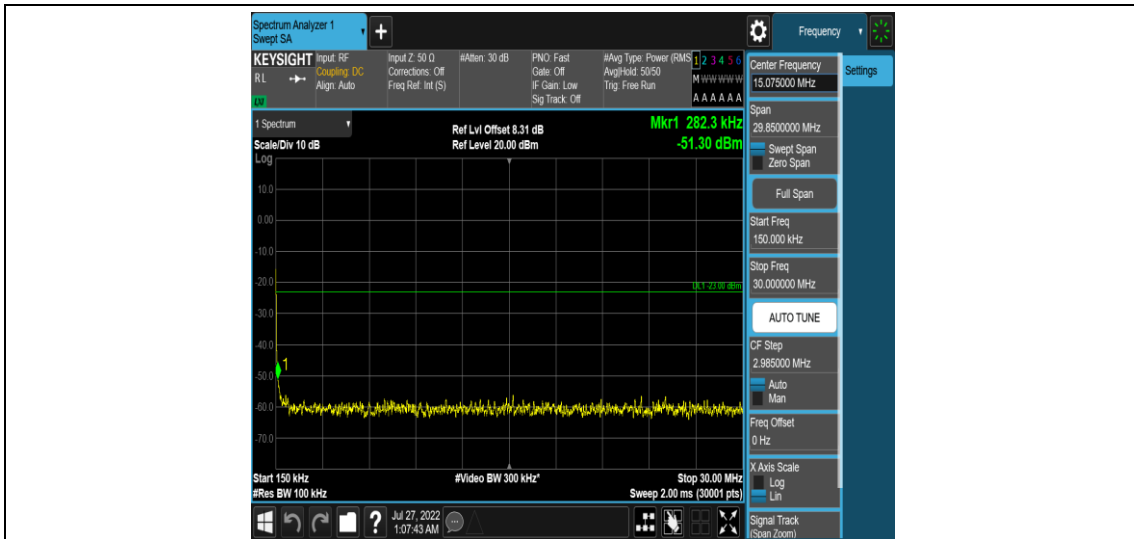 Spectrum Analyzer 1
Swept SA
+
Frequency
KEYSIGHT
RL
LM
Input: RF
Coupling: DC
Align: Auto
Input Z: 50 Ω
Corrections: Off
Freq Ref: Int (S)
#Atten: 30 dB
PNO: Fast
Gate: Off
IF Gain: Low
Sig Track: Off
#Avg Type: Power (RMS
Avg|Hold: 50/50
Trig: Free Run
1 2 3 4 5 6
M W W W W W
A A A A A A
1 Spectrum
Scale/Div 10 dB
Ref Lvl Offset 8.31 dB
Ref Level 20.00 dBm
Mkr1 282.3 kHz
-51.30 dBm
Log
10.0
0.00
-10.0
-20.0
DL1 -23.00 dBm
-30.0
-40.0
1
-50.0
-60.0
-70.0
Start 150 kHz
#Video BW 300 kHz*
Stop 30.00 MHz
#Res BW 100 kHz
Sweep 2.00 ms (30001 pts)
?
Jul 27, 2022
1:07:43 AM
Center Frequency
15.075000 MHz
Settings
Span
29.8500000 MHz
Swept Span
Zero Span
Full Span
Start Freq
150.000 kHz
Stop Freq
30.000000 MHz
AUTO TUNE
CF Step
2.985000 MHz
Auto
Man
Freq Offset
0 Hz
X Axis Scale
Log
Lin
Signal Track
(Span Zoom)